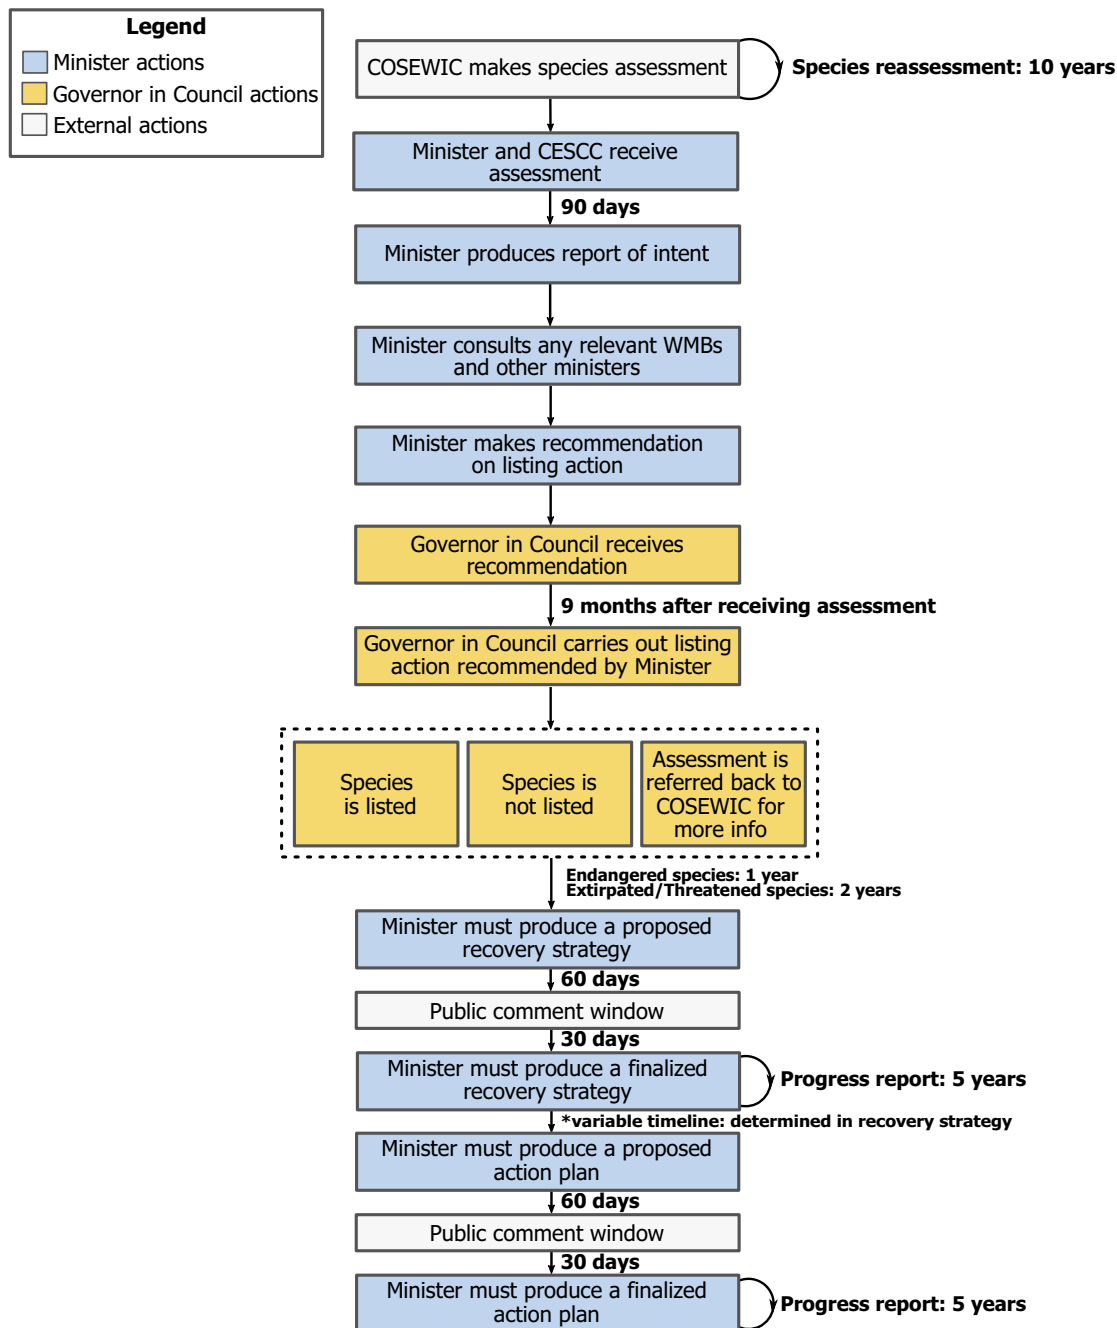 Legend
Minister actions
Governor in Council actions
External actions
COSEWIC makes species assessment
Species reassessment: 10 years
Minister and CESCC receive
assessment
90 days
Minister produces report of intent
Minister consults any relevant WMBs
and other ministers
Minister makes recommendation
on listing action
Governor in Council receives
recommendation
9 months after receiving assessment
Governor in Council carries out listing
action recommended by Minister
Species
is listed
Species is
not listed
Assessment is
referred back to
COSEWIC for
more info
Endangered species: 1 year
Extirpated/Threatened species: 2 years
Minister must produce a proposed
recovery strategy
60 days
Public comment window
30 days
Minister must produce a finalized
recovery strategy
Progress report: 5 years
*variable timeline: determined in recovery strategy
Minister must produce a proposed
action plan
60 days
Public comment window
30 days
Minister must produce a finalized
action plan
Progress report: 5 years